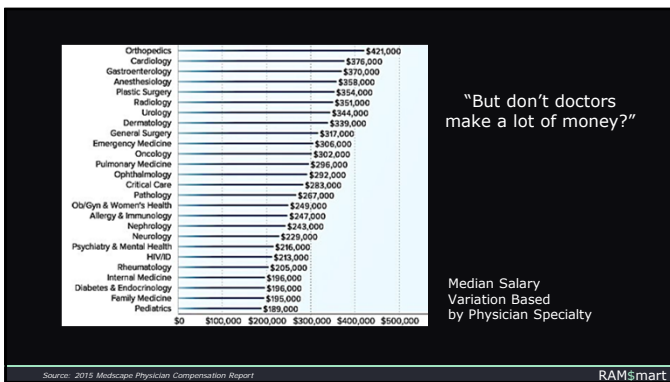 Orthopedics $421,000
Cardiology $376,000
Gastroenterology $370,000
Anesthesiology $358,000
Plastic Surgery $354,000
Radiology $351,000
Urology $344,000
Dermatology $339,000
General Surgery $317,000
Emergency Medicine $306,000
Oncology $302,000
Pulmonary Medicine $296,000
Ophthalmology $292,000
Critical Care $283,000
Pathology $267,000
Ob/Gyn & Women's Health $249,000
Allergy & Immunology $247,000
Nephrology $243,000
Neurology $229,000
Psychiatry & Mental Health $216,000
HIV/ID $213,000
Rheumatology $205,000
Internal Medicine $196,000
Diabetes & Endocrinology $196,000
Family Medicine $195,000
Pediatrics $189,000
$0 $100,000 $200,000 $300,000 $400,000 $500,000
“But don’t doctors
make a lot of money?”
Median Salary
Variation Based
by Physician Specialty
Source: 2015 Medscape Physician Compensation Report
RAM$mart